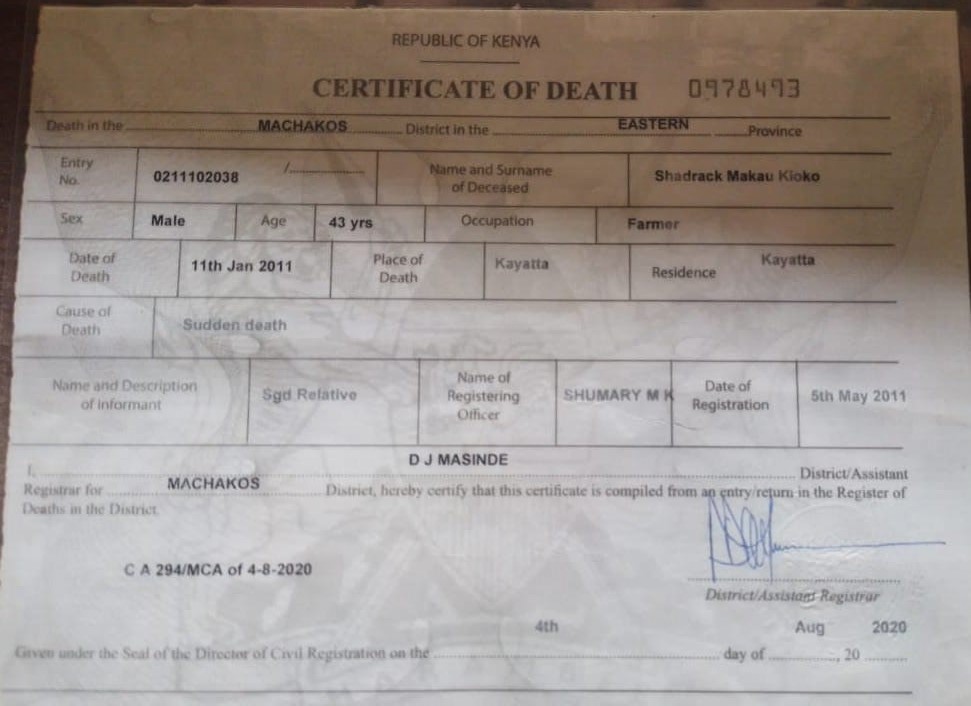 REPUBLIC OF KENYA
CERTIFICATE OF DEATH 0978493
Death in the MACHAKOS District in the EASTERN Province
Entry No. 0211102038 / Name and Surname of Deceased Shadrack Makau Kioko
Sex Male Age 43 yrs Occupation Farmer
Date of Death 11th Jan 2011 Place of Death Kayatta Residence Kayatta
Cause of Death Sudden death
Name and Description of Informant Sgd Relative Name of Registering Officer SHUMARY M K Date of Registration 5th May 2011
I, D J MASINDE District/Assistant
Registrar for MACHAKOS District, hereby certify that this certificate is compiled from an entry/return in the Register of
Deaths in the District.
C A 294/MCA of 4-8-2020
District/Assistant Registrar
4th Aug 2020
Given under the Seal of the Director of Civil Registration on the day of , 20